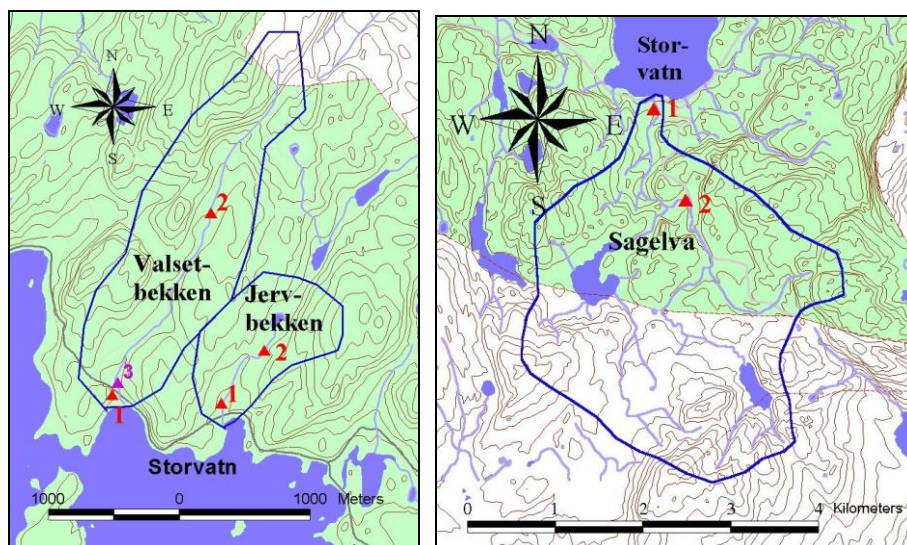 N
W E
S
2
Valset-
bekken
Jerv-
bekken
2
3
1
1
Storvatn
1000 0 1000 Meters
Stor-
vatn
N
1
W E
2
S
Sagelva
0 1 2 3 4 Kilometers